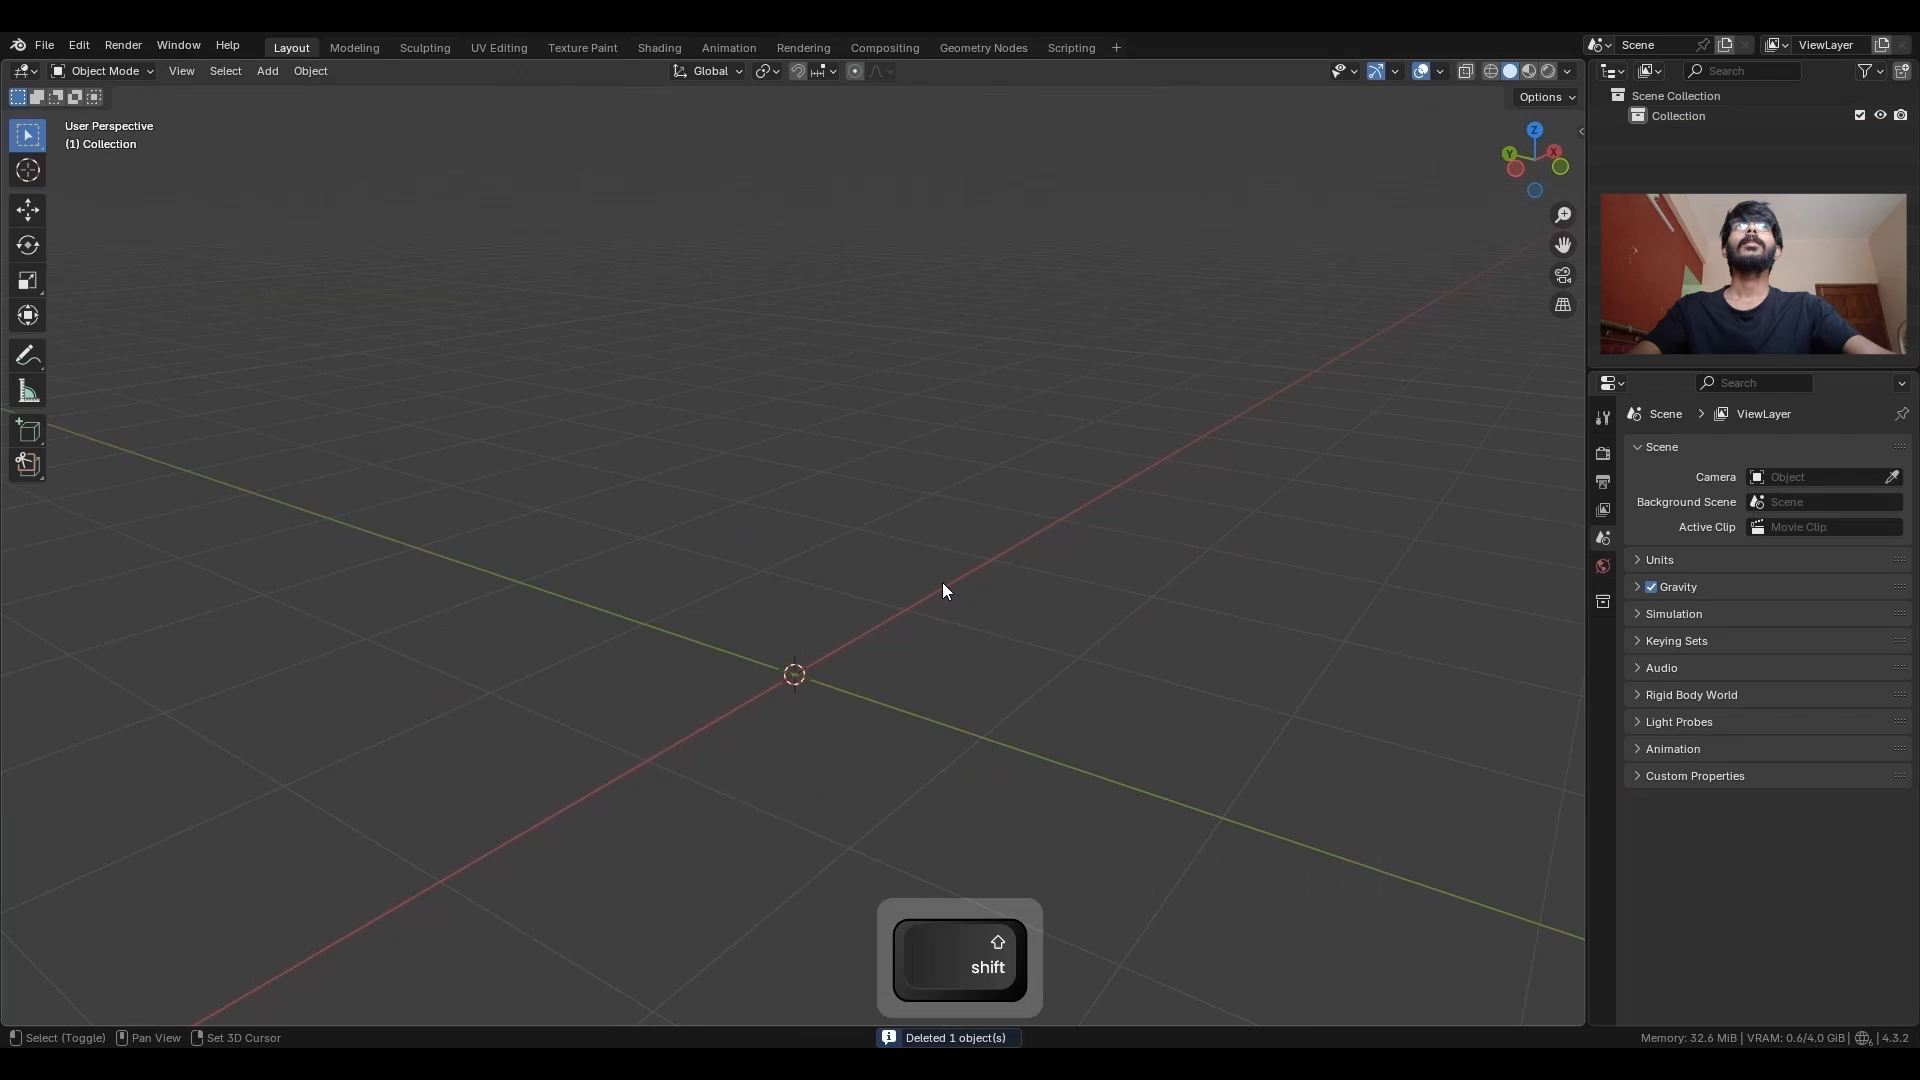 File Edit Render Window Help
Layout Modeling Sculpting UV Editing Texture Paint Shading Animation Rendering Compositing Geometry Nodes Scripting +
Scene ViewLayer
Object Mode View Select Add Object
Global
Search
Options
User Perspective
(1) Collection
Z
Y X
Scene Collection
Collection
Search
Scene > ViewLayer
Scene
Camera Object
Background Scene Scene
Active Clip Movie Clip
Units
Gravity
Simulation
Keying Sets
Audio
Rigid Body World
Light Probes
Animation
Custom Properties
shift
Select (Toggle) Pan View Set 3D Cursor
Deleted 1 object(s)
Memory: 32.6 MiB | VRAM: 0.6/4.0 GiB | 6 | 4.3.2